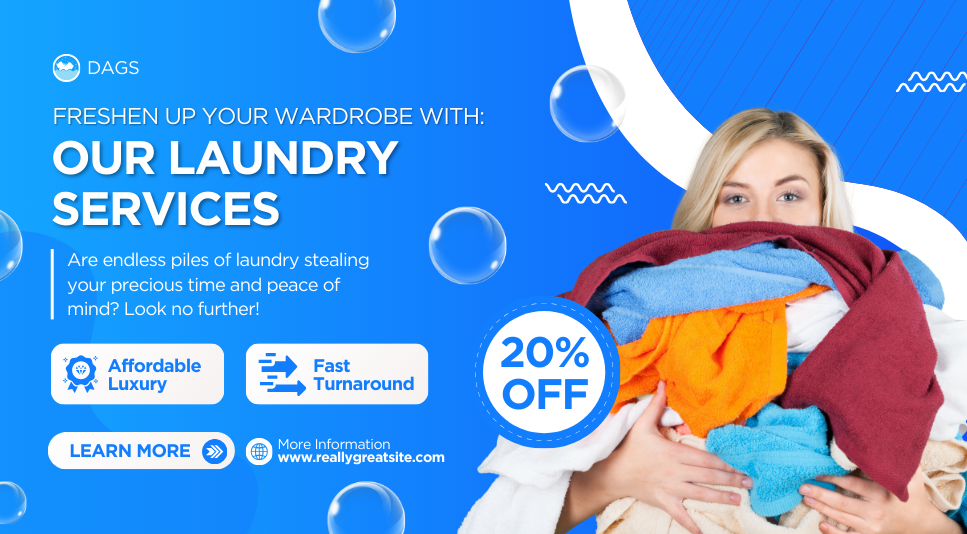 DAGS
FRESHEN UP YOUR WARDROBE WITH:
OUR LAUNDRY
SERVICES
Are endless piles of laundry stealing
your precious time and peace of
mind? Look no further!
Affordable
Luxury
Fast
Turnaround
20%
OFF
LEARN MORE
More Information
www.reallygreatsite.com